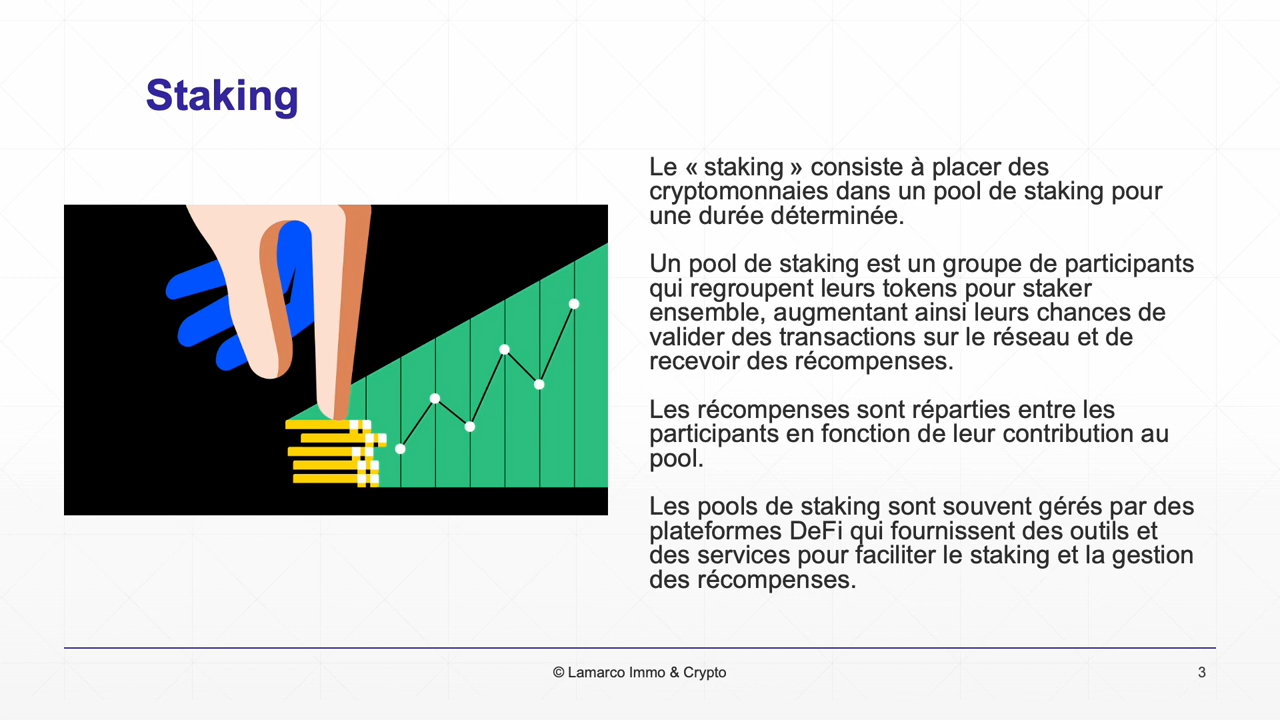 Staking
Le « staking » consiste à placer des
cryptomonnaies dans un pool de staking pour
une durée déterminée.
Un pool de staking est un groupe de participants
qui regroupent leurs tokens pour staker
ensemble, augmentant ainsi leurs chances de
valider des transactions sur le réseau et de
recevoir des récompenses.
Les récompenses sont réparties entre les
participants en fonction de leur contribution au
pool.
Les pools de staking sont souvent gérés par des
plateformes DeFi qui fournissent des outils et
des services pour faciliter le staking et la gestion
des récompenses.
© Lamarco Immo & Crypto
3